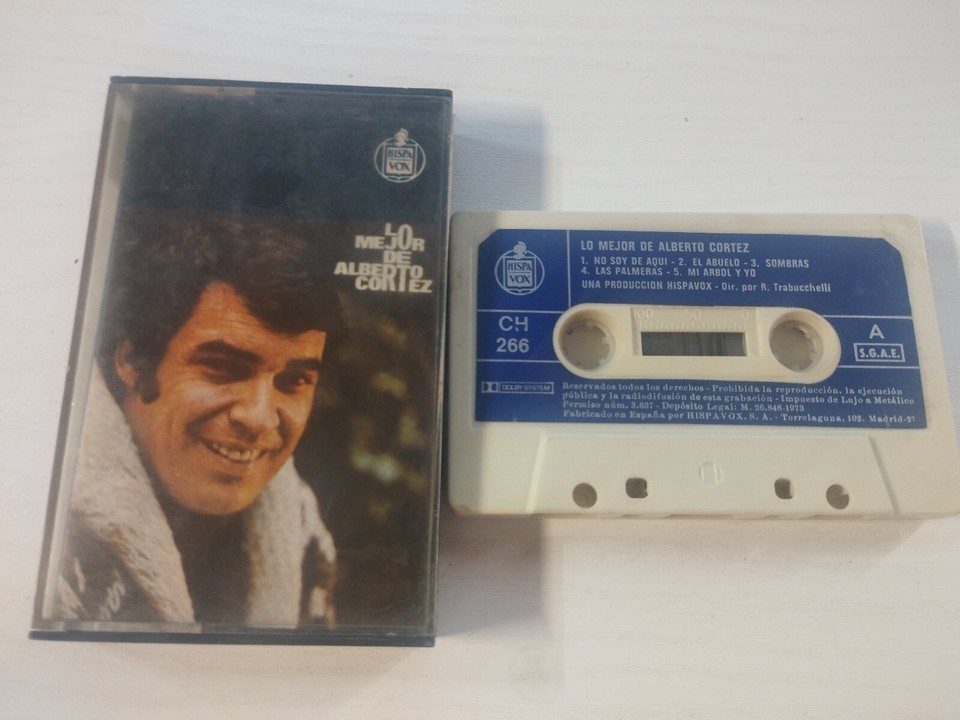 HISPA
VOX
LO
MEJOR
DE
ALBERTO
CORTEZ
HISPA
VOX
LO MEJOR DE ALBERTO CORTEZ
1. NO SOY DE AQUI - 2. EL ABUELO - 3. SOMBRAS
4. LAS PALMERAS - 5. MI ARBOL Y YO
UNA PRODUCCION HISPAVOX - Dir. por R. Trabucchelli
CH
266
100 50 0
A
S.G.A.E.
DOLBY SYSTEM
Reservados todos los derechos - Prohibida la reproducción, la ejecución
pública y la radiodifusión de esta grabación - Impuesto de Lujo a Metálico
Permiso núm. 3.637 - Depósito Legal: M. 26.848-1973
Fabricado en España por HISPAVOX, S. A. - Torrelaguna, 102. Madrid-27